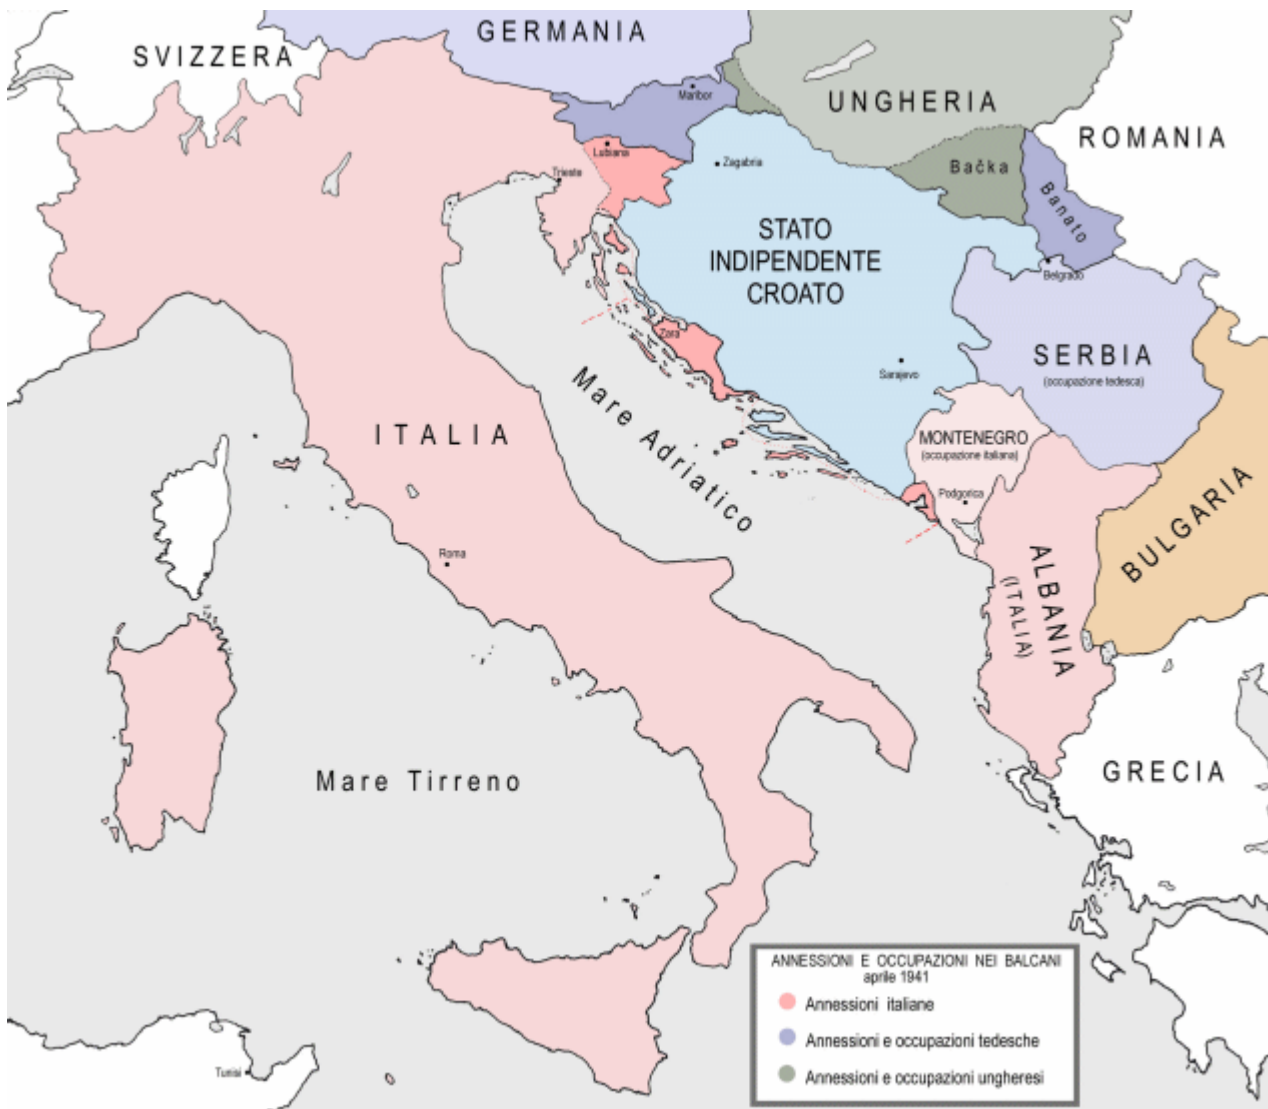 GERMANIA
SVIZZERA
Maribor
UNGHERIA
ROMANIA
Lubiana
Zagabria
Bačka
Trieste
Banato
STATO
INDIPENDENTE
CROATO
Belgrado
Zara
SERBIA
(occupazione tedesca)
Sarajevo
Mare Adriatico
ITALIA
MONTENEGRO
(occupazione italiana)
Podgorica
BULGARIA
Roma
ALBANIA
(ITALIA)
GRECIA
Mare Tirreno
ANNESSIONI E OCCUPAZIONI NEI BALCANI
aprile 1941
Annessioni italiane
Annessioni e occupazioni tedesche
Annessioni e occupazioni ungheresi
Turisi